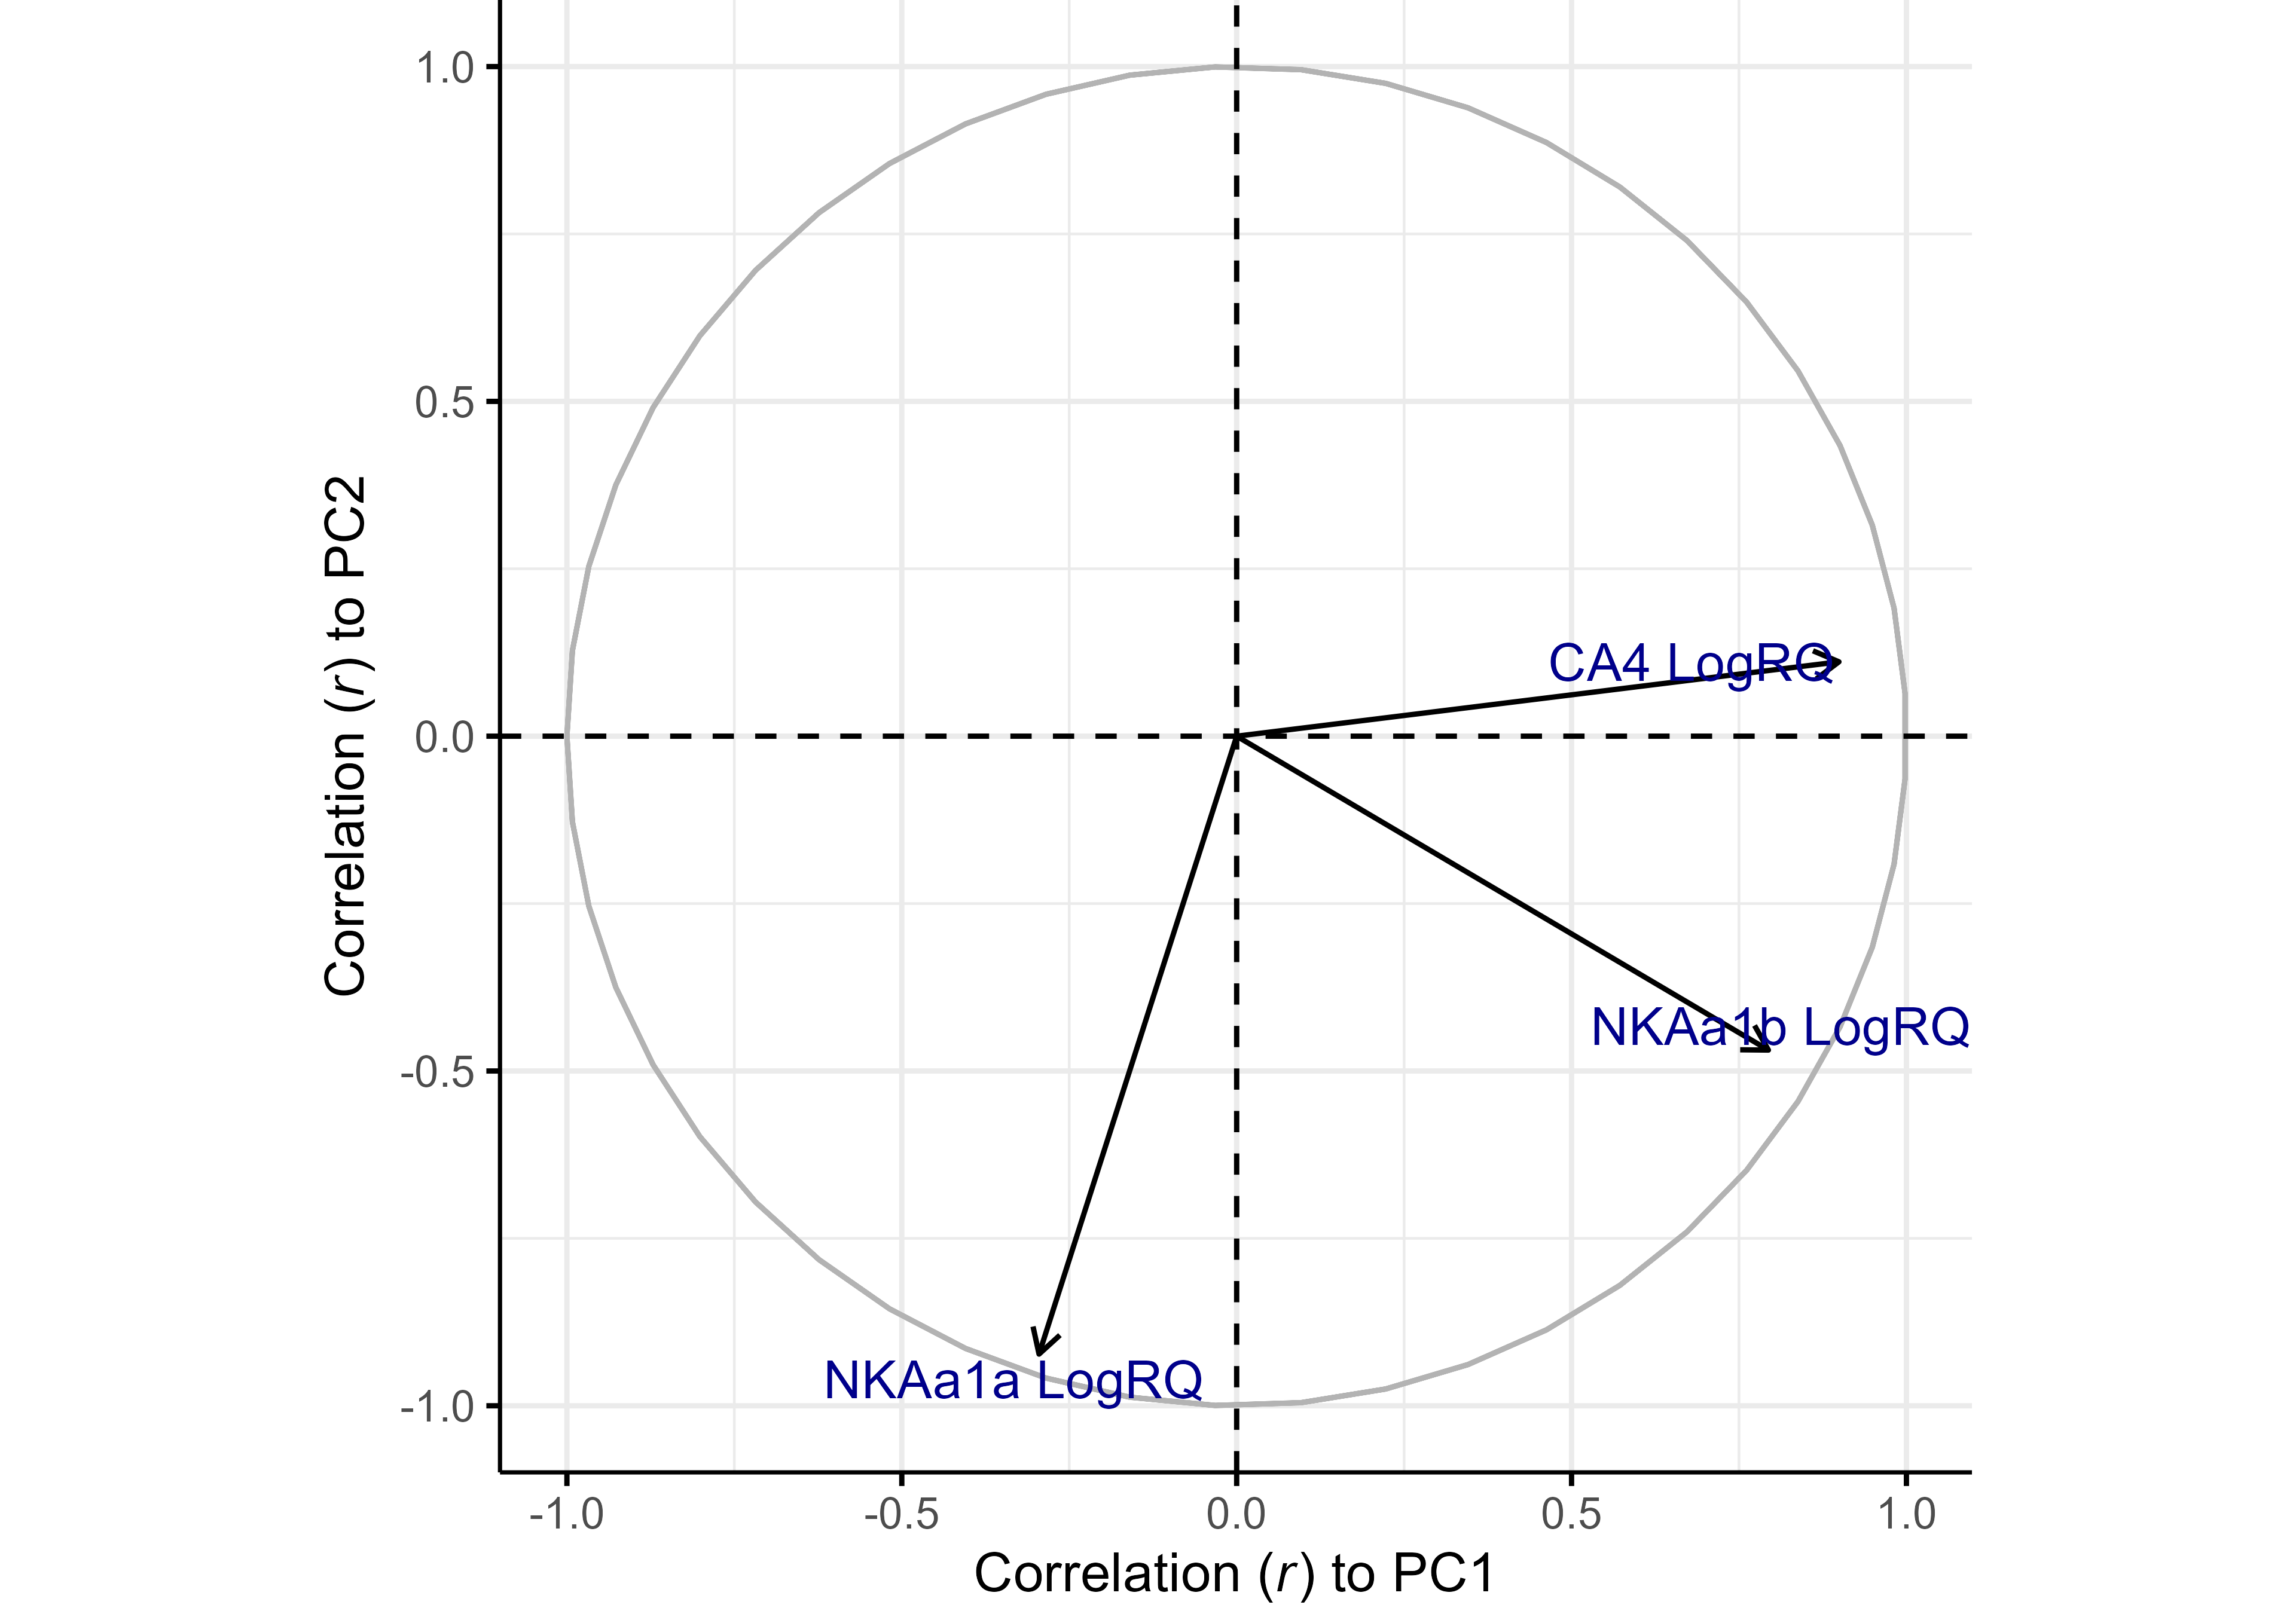 Correlation (r) to PC2
1.0
0.5
0.0
-0.5
-1.0
CA4 LogRQ
NKAa1b LogRQ
NKAa1a LogRQ
-1.0
-0.5
0.0
0.5
1.0
Correlation (r) to PC1